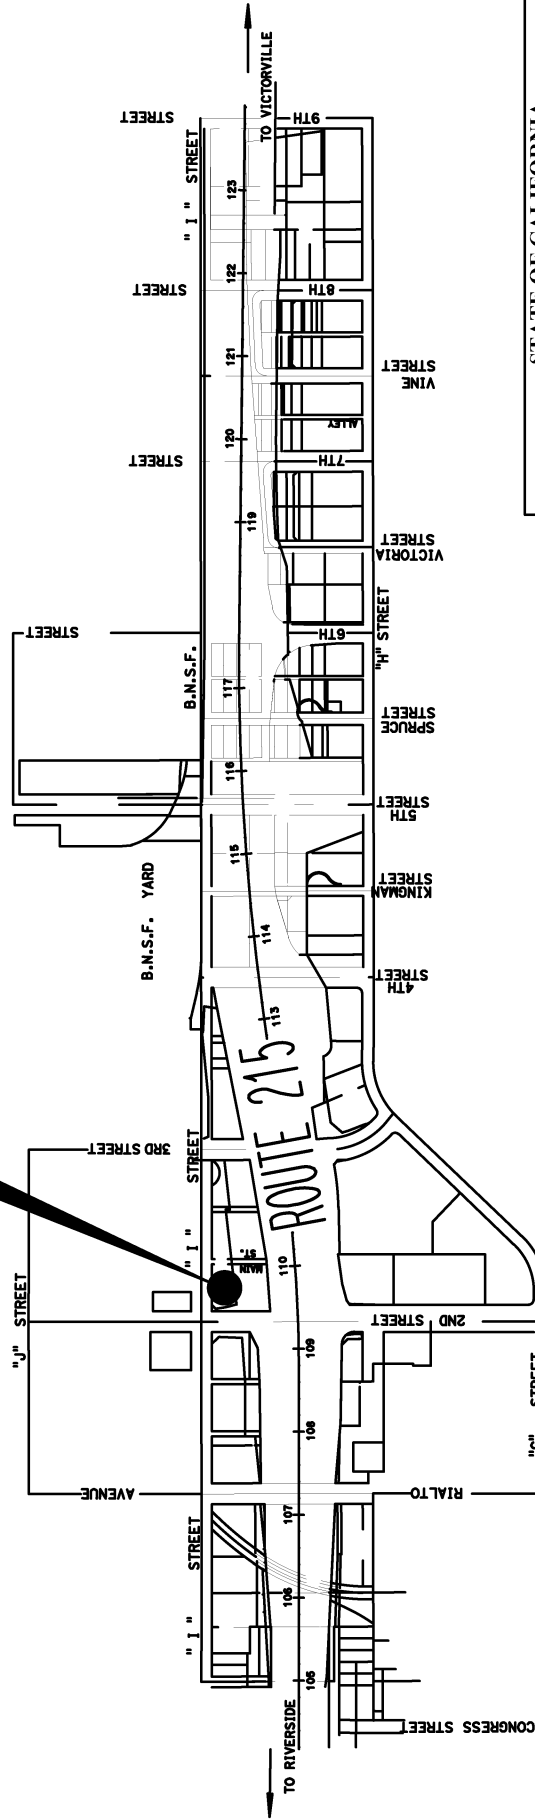 TO VICTORVILLE
9TH
STREET
"I" STREET
123
122
8TH
STREET
121
VINE
STREET
120
ALLEY
7TH
STREET
119
VICTORIA
STREET
6TH
STREET
"H" STREET
B.N.S.F.
117
SPRUCE
STREET
116
5TH
STREET
115
B.N.S.F. YARD
KINGMAN
STREET
114
4TH
STREET
113
ROUTE 215
3RD STREET
"I" STREET
MAIN
ST.
110
"J" STREET
2ND STREET
109
108
RIALTO AVENUE
107
"I" STREET
106
105
CONGRESS STREET
TO RIVERSIDE
STATE OF CALIFORNIA